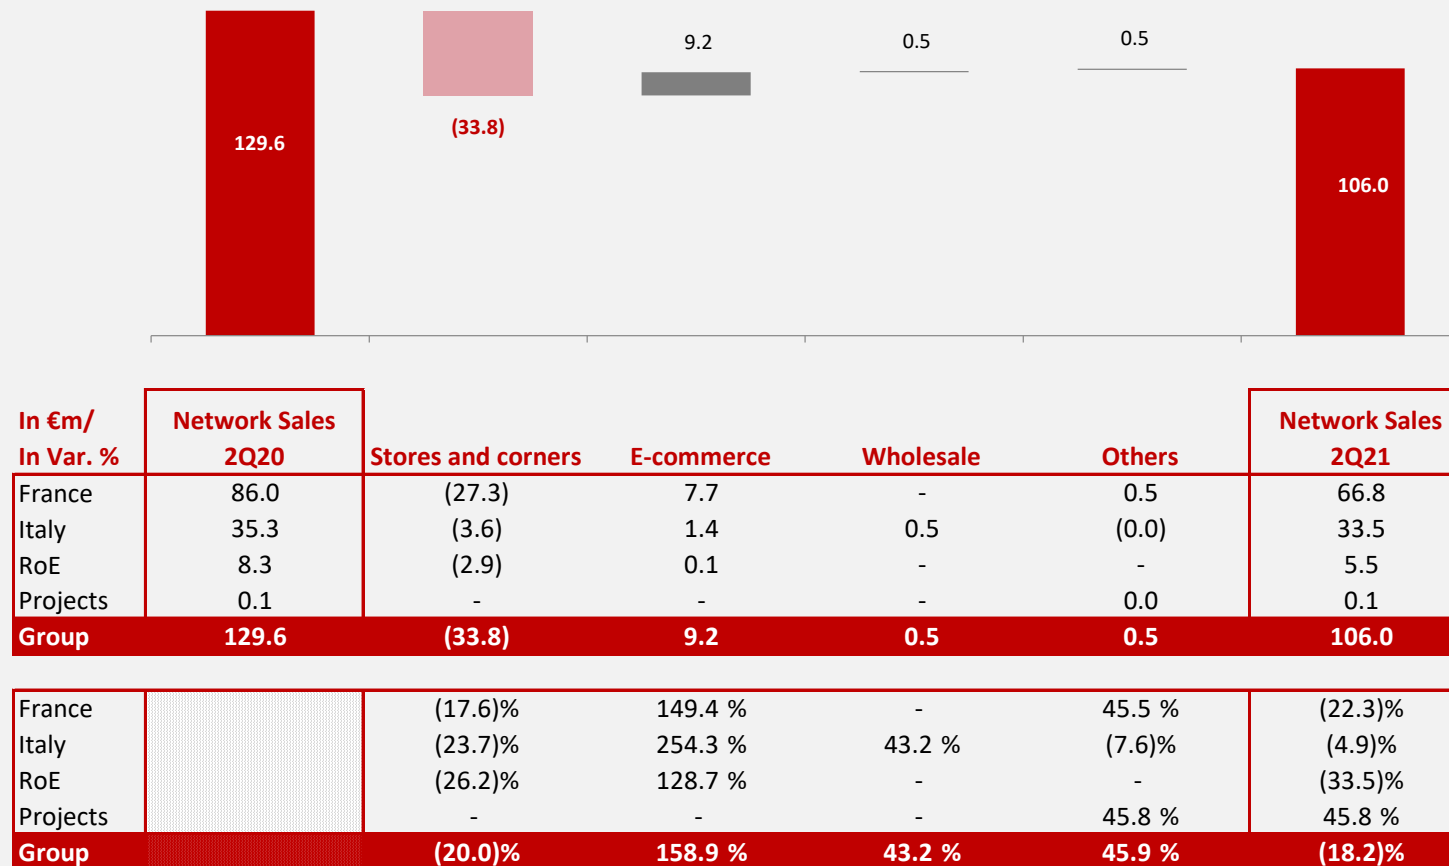 9.2 0.5 0.5
(33.8)
129.6
106.0
In €m/ Network Sales Network Sales
In Var. % 2Q20 Stores and corners E-commerce Wholesale Others 2Q21
France 86.0 (27.3) 7.7 - 0.5 66.8
Italy 35.3 (3.6) 1.4 0.5 (0.0) 33.5
RoE 8.3 (2.9) 0.1 - - 5.5
Projects 0.1 - - - 0.0 0.1
Group 129.6 (33.8) 9.2 0.5 0.5 106.0
France (17.6)% 149.4 % - 45.5 % (22.3)%
Italy (23.7)% 254.3 % 43.2 % (7.6)% (4.9)%
RoE (26.2)% 128.7 % - - (33.5)%
Projects - - - 45.8 % 45.8 %
Group (20.0)% 158.9 % 43.2 % 45.9 % (18.2)%